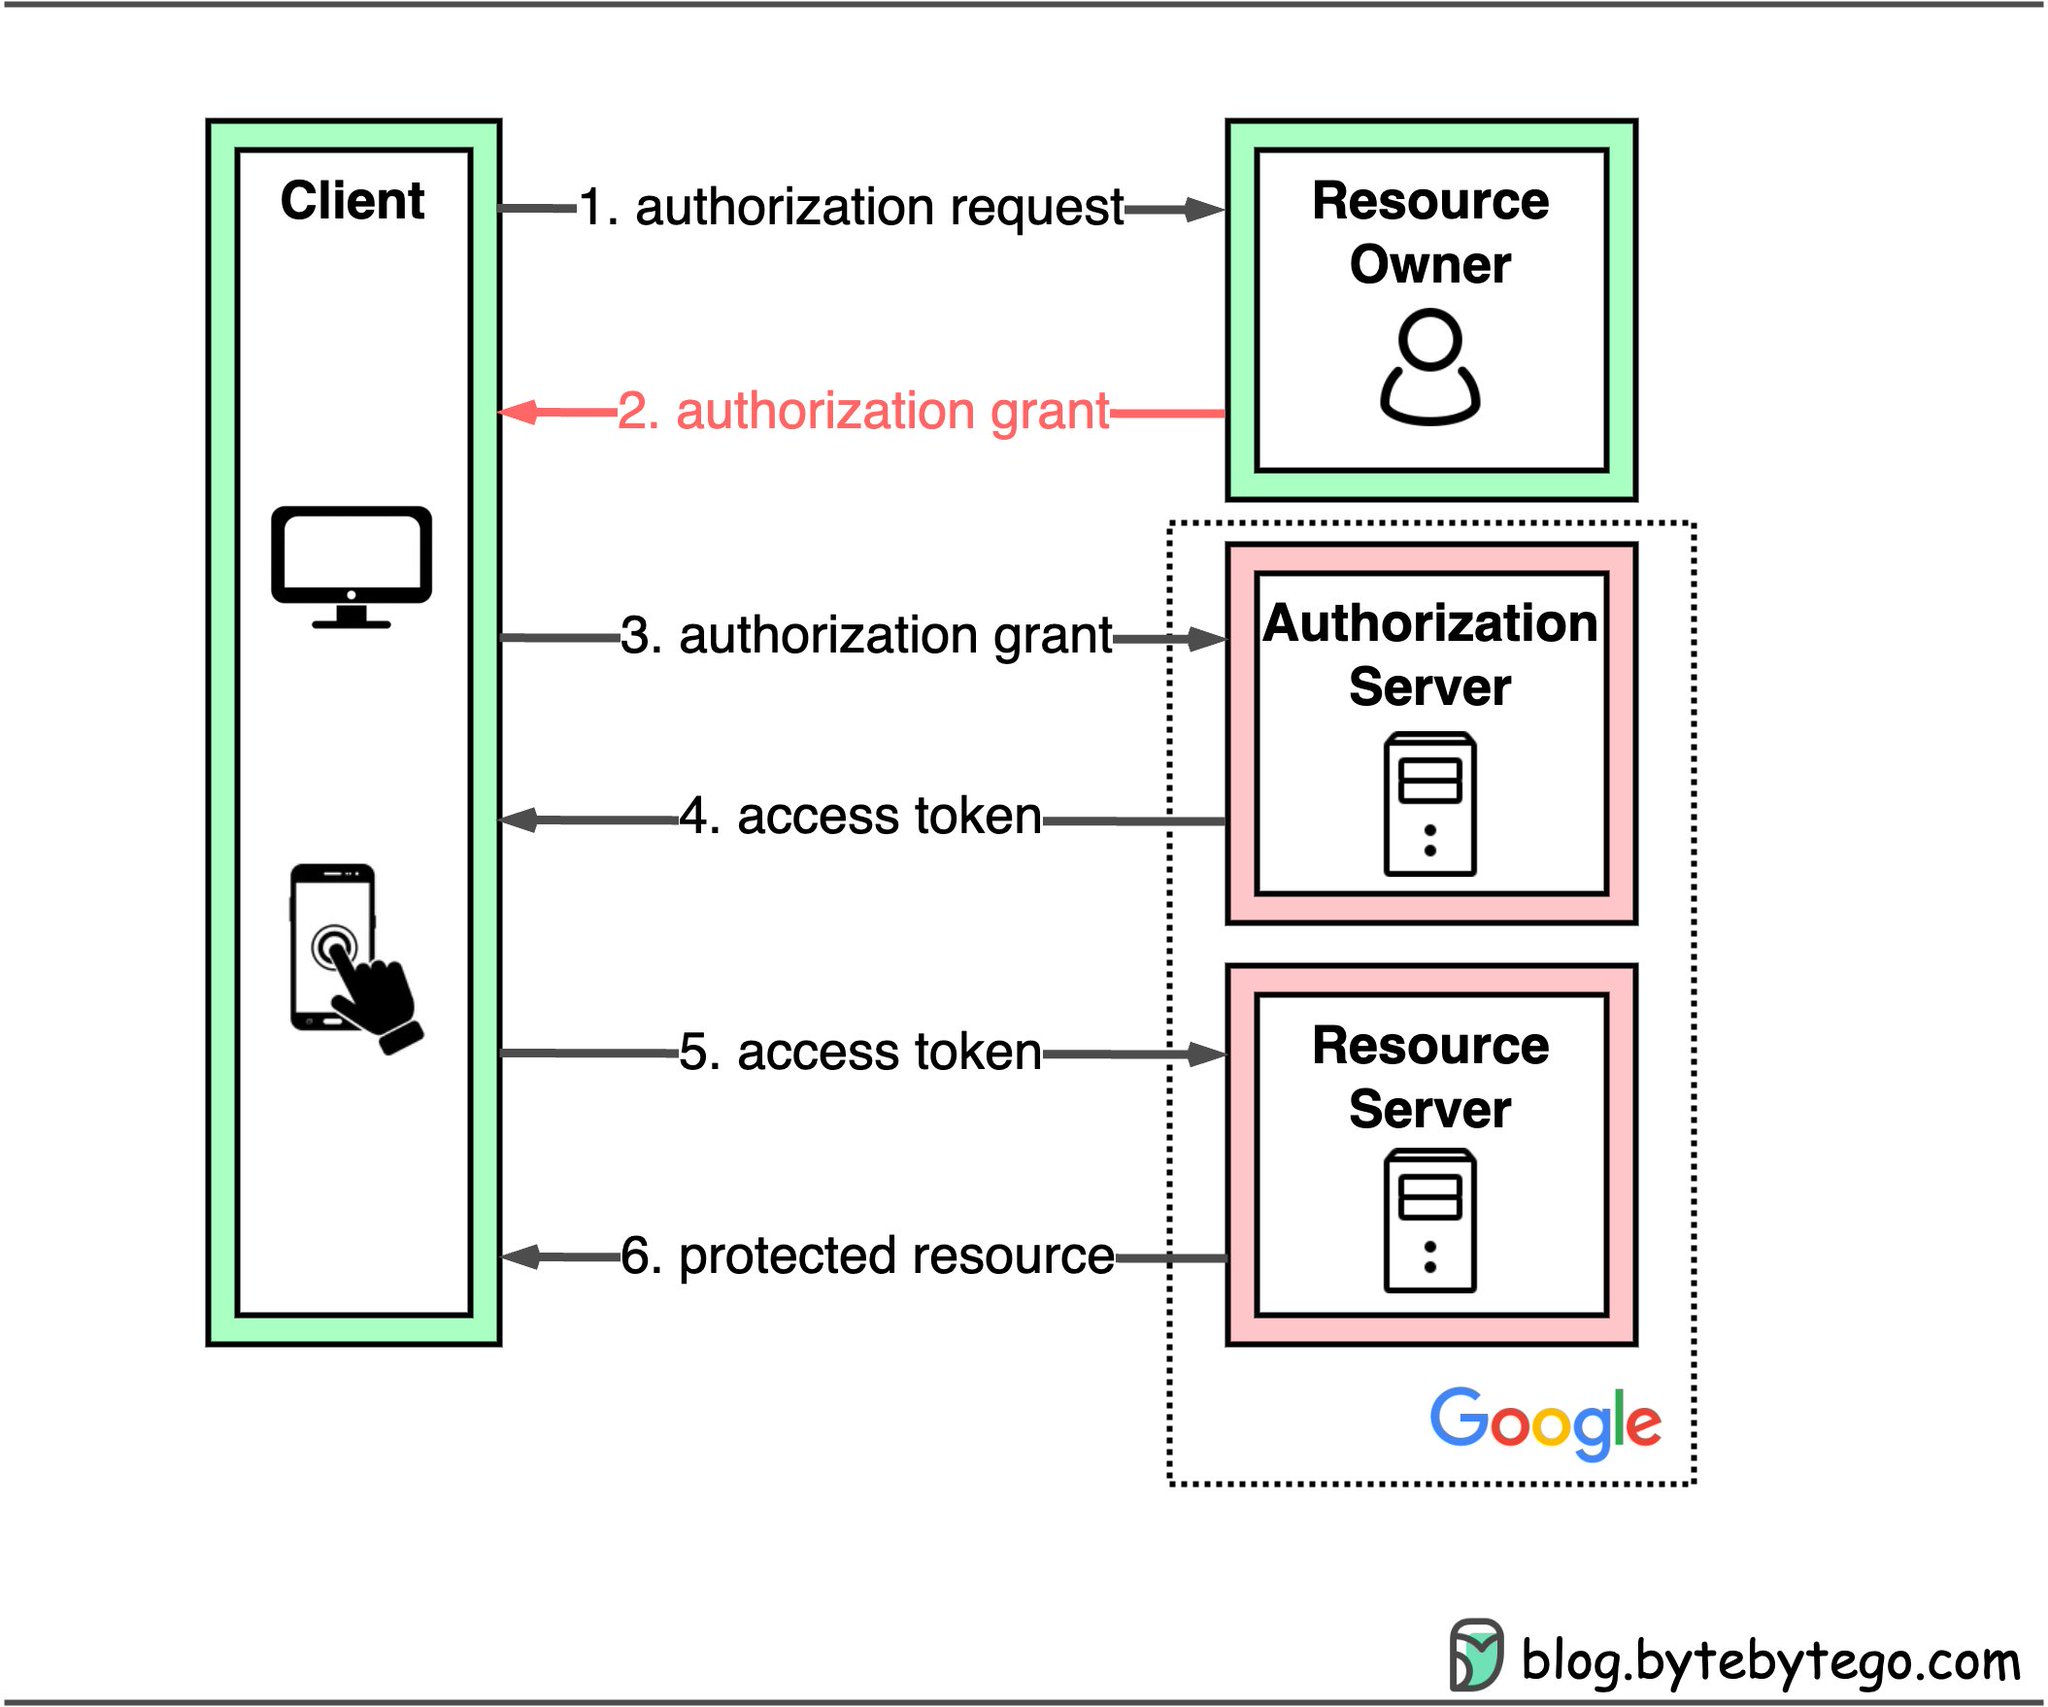 Client
1. authorization request
Resource
Owner
2. authorization grant
3. authorization grant
Authorization
Server
4. access token
5. access token
Resource
Server
6. protected resource
Google
blog.bytebytego.com